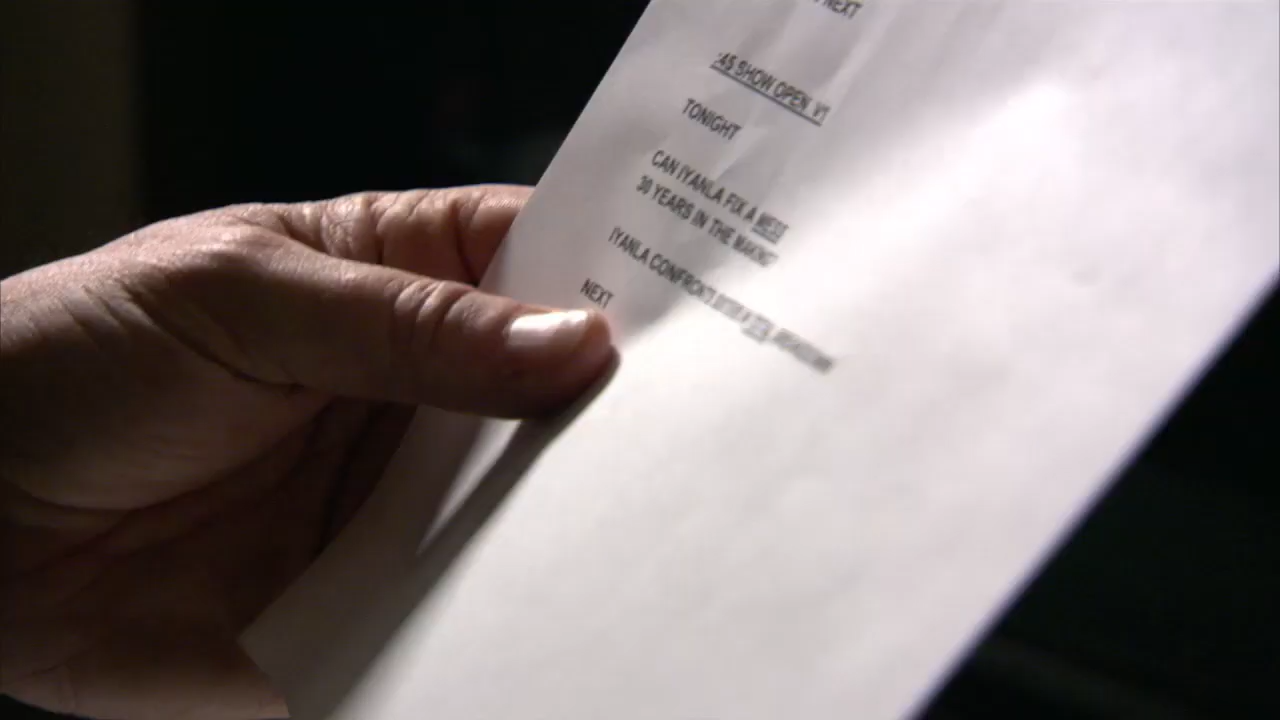 NEXT
:45 SHOW OPEN V1
TONIGHT
CAN IYANLA FIX A MESS
30 YEARS IN THE MAKING
IYANLA CONFRONTS
NEXT